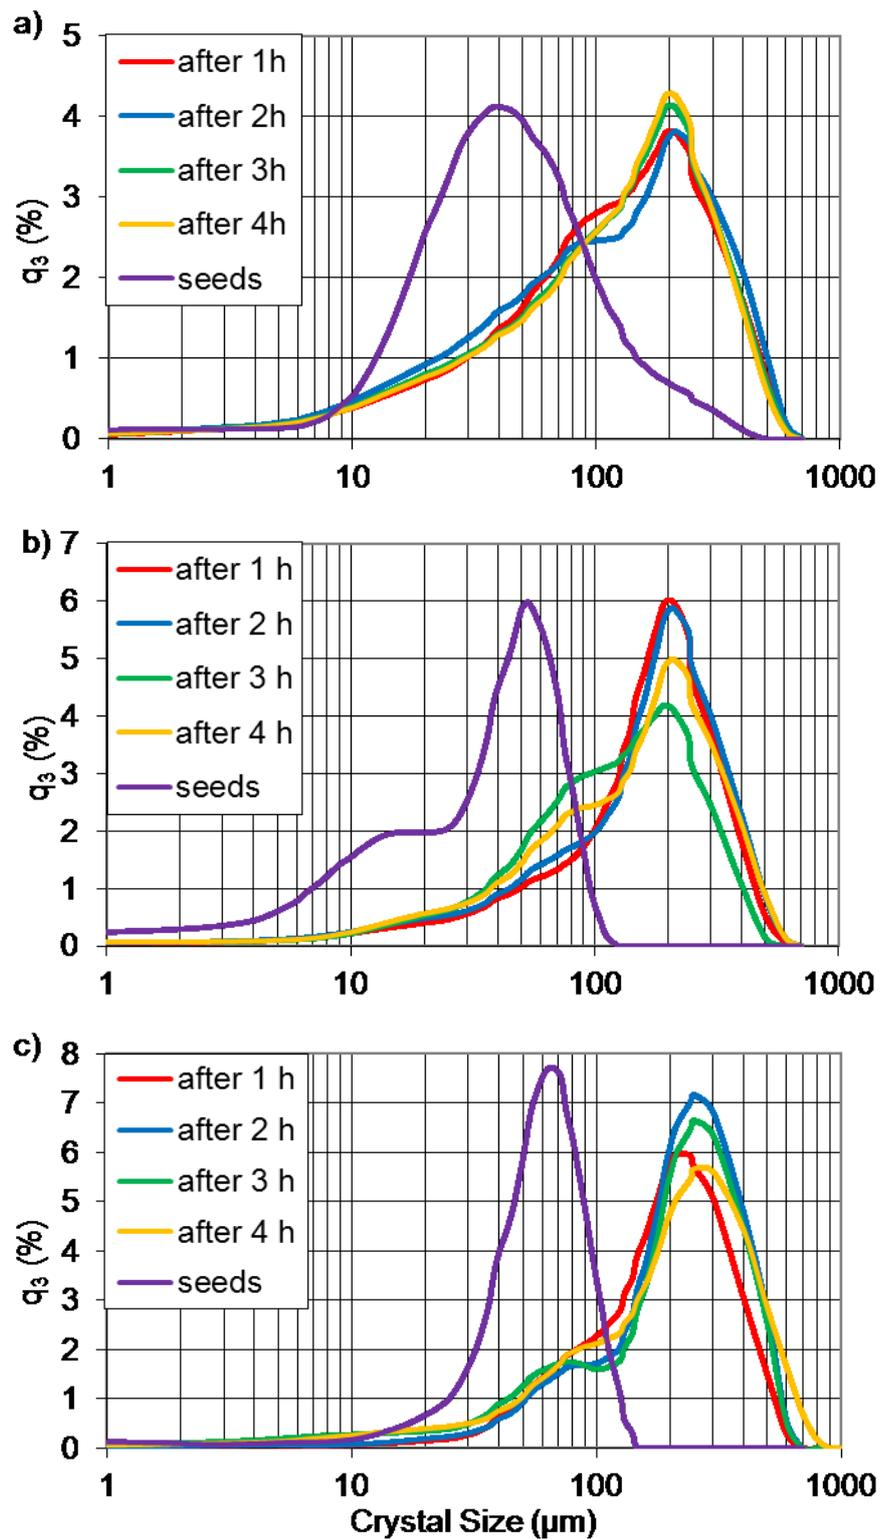 a)
5
4
3
2
1
0
q3 (%)
after 1h
after 2h
after 3h
after 4h
seeds
1 10 100 1000
b)
7
6
5
4
3
2
1
0
q3 (%)
after 1 h
after 2 h
after 3 h
after 4 h
seeds
1 10 100 1000
c)
8
7
6
5
4
3
2
1
0
q3 (%)
after 1 h
after 2 h
after 3 h
after 4 h
seeds
1 10 100 1000
Crystal Size (µm)